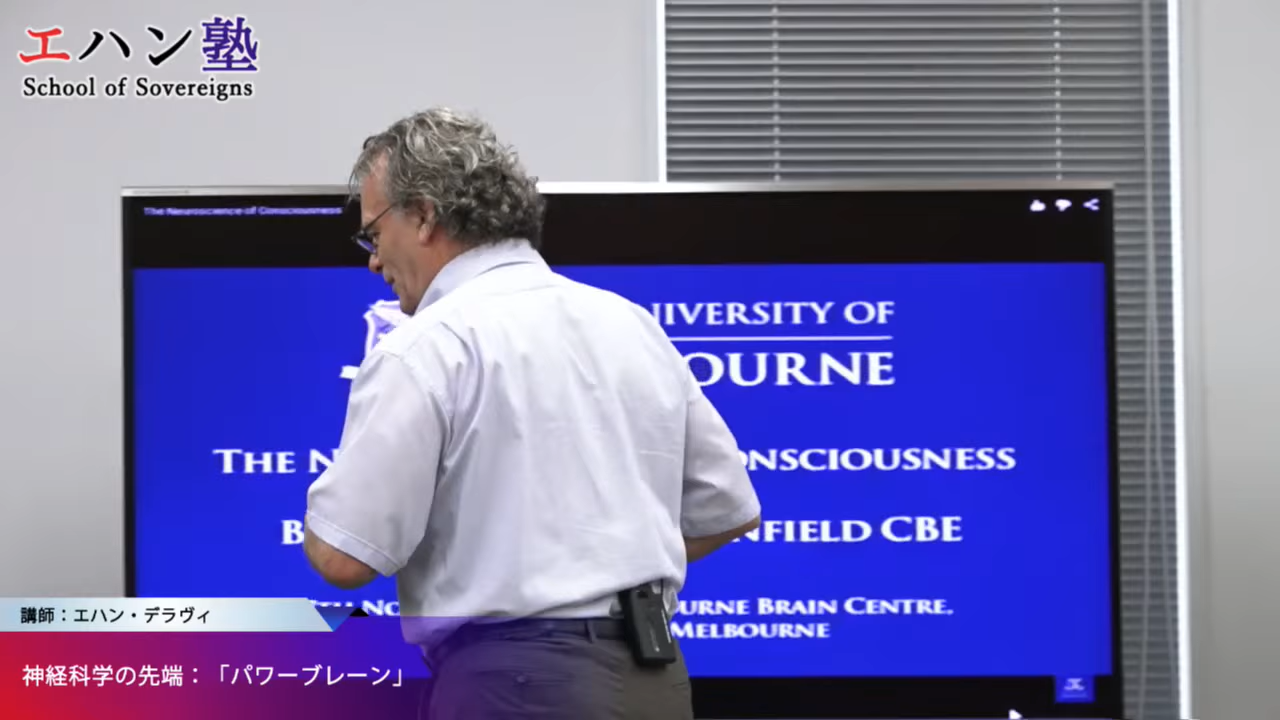 エハン塾
School of Sovereigns
The Neuroscience of Consciousness
NIVERSITY OF
OURNE
THE N
ONSCIOUSNESS
B
NFIELD CBE
TH NO
OURNE BRAIN CENTRE,
MELBOURNE
講師：エハン・デラヴィ
神経科学の先端：「パワーブレーン」